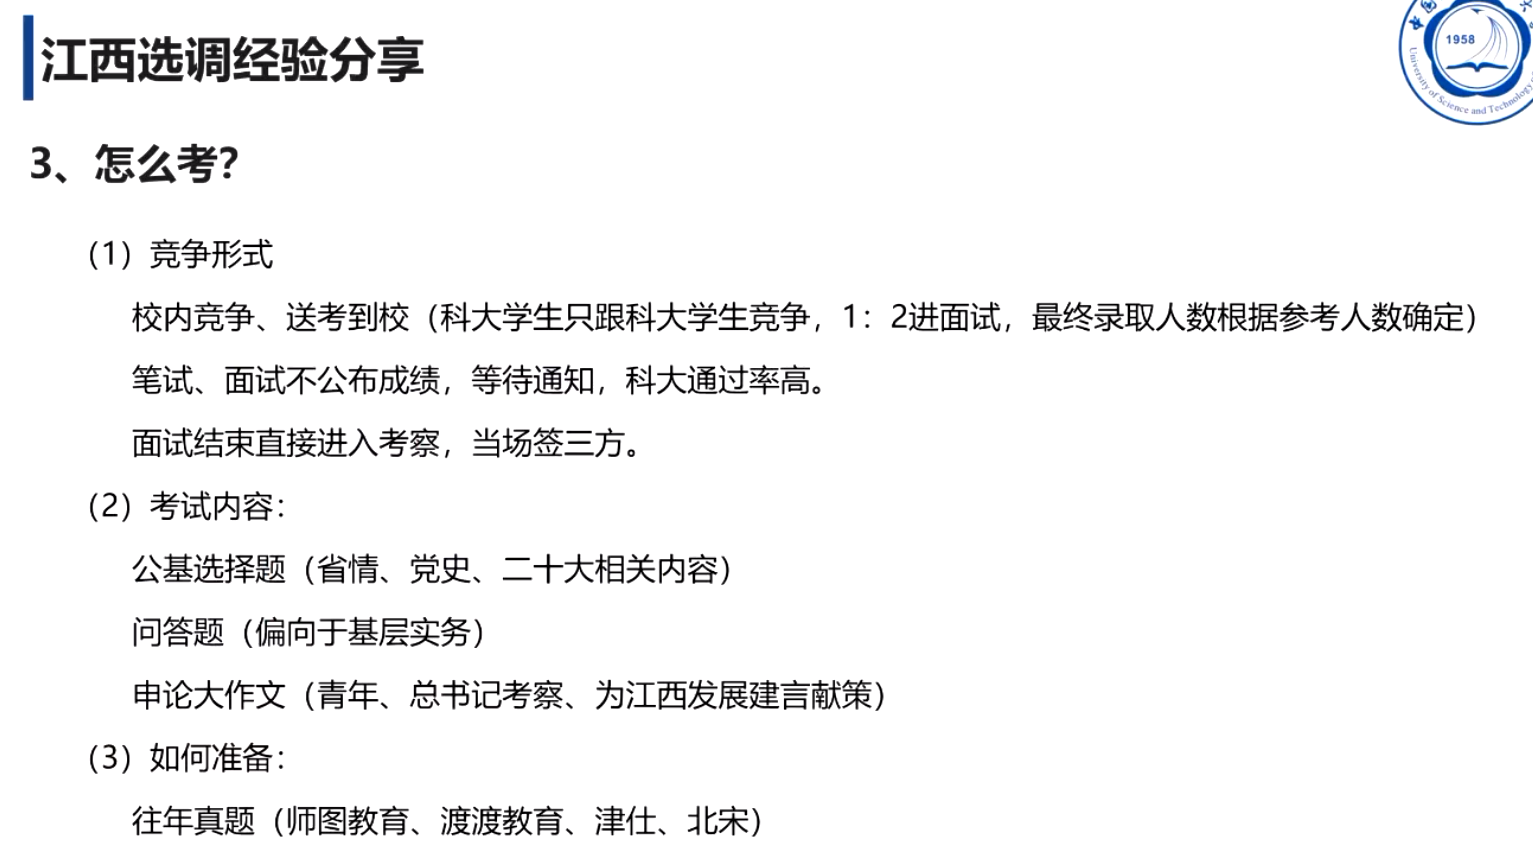 江西选调经验分享
中国
大
1958
University of Science and Technology
3、怎么考？
（1）竞争形式
校内竞争、送考到校（科大学生只跟科大学生竞争，1：2进面试，最终录取人数根据参考人数确定）
笔试、面试不公布成绩，等待通知，科大通过率高。
面试结束直接进入考察，当场签三方。
（2）考试内容：
公基选择题（省情、党史、二十大相关内容）
问答题（偏向于基层实务）
申论大作文（青年、总书记考察、为江西发展建言献策）
（3）如何准备：
往年真题（师图教育、渡渡教育、津仕、北宋）